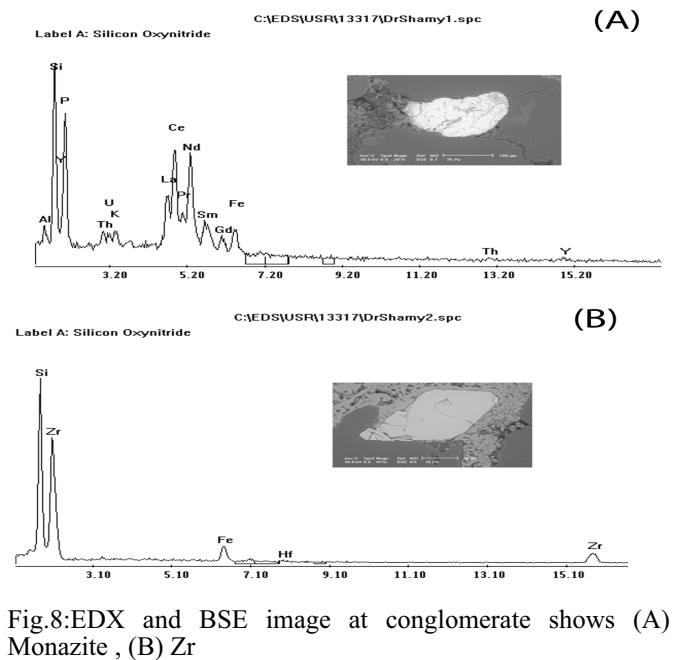 C:\EDS\USR\13317\DrShamy1.spc
(A)
Label A: Silicon Oxynitride
Si
P
Y
Ce
Nd
La
Pr
U
K
Th
Al
Sm
Gd
Fe
Th
Y
3.20 5.20 7.20 9.20 11.20 13.20 15.20
C:\EDS\USR\13317\DrShamy2.spc
(B)
Label A: Silicon Oxynitride
Si
Zr
Fe
Hf
Zr
3.10 5.10 7.10 9.10 11.10 13.10 15.10
Fig.8:EDX and BSE image at conglomerate shows (A)
Monazite , (B) Zr